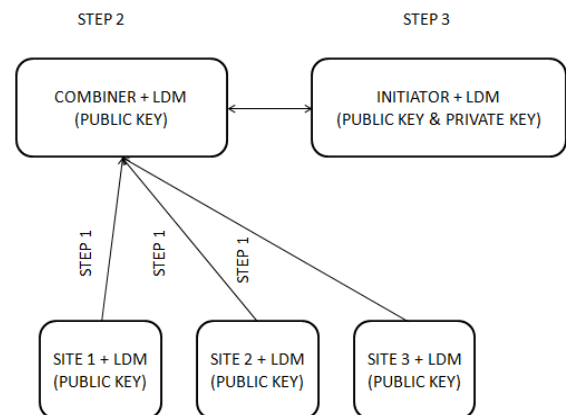 STEP 2
STEP 3
COMBINER + LDM
(PUBLIC KEY)
INITIATOR + LDM
(PUBLIC KEY & PRIVATE KEY)
STEP 1
STEP 1
STEP 1
SITE 1 + LDM
(PUBLIC KEY)
SITE 2 + LDM
(PUBLIC KEY)
SITE 3 + LDM
(PUBLIC KEY)